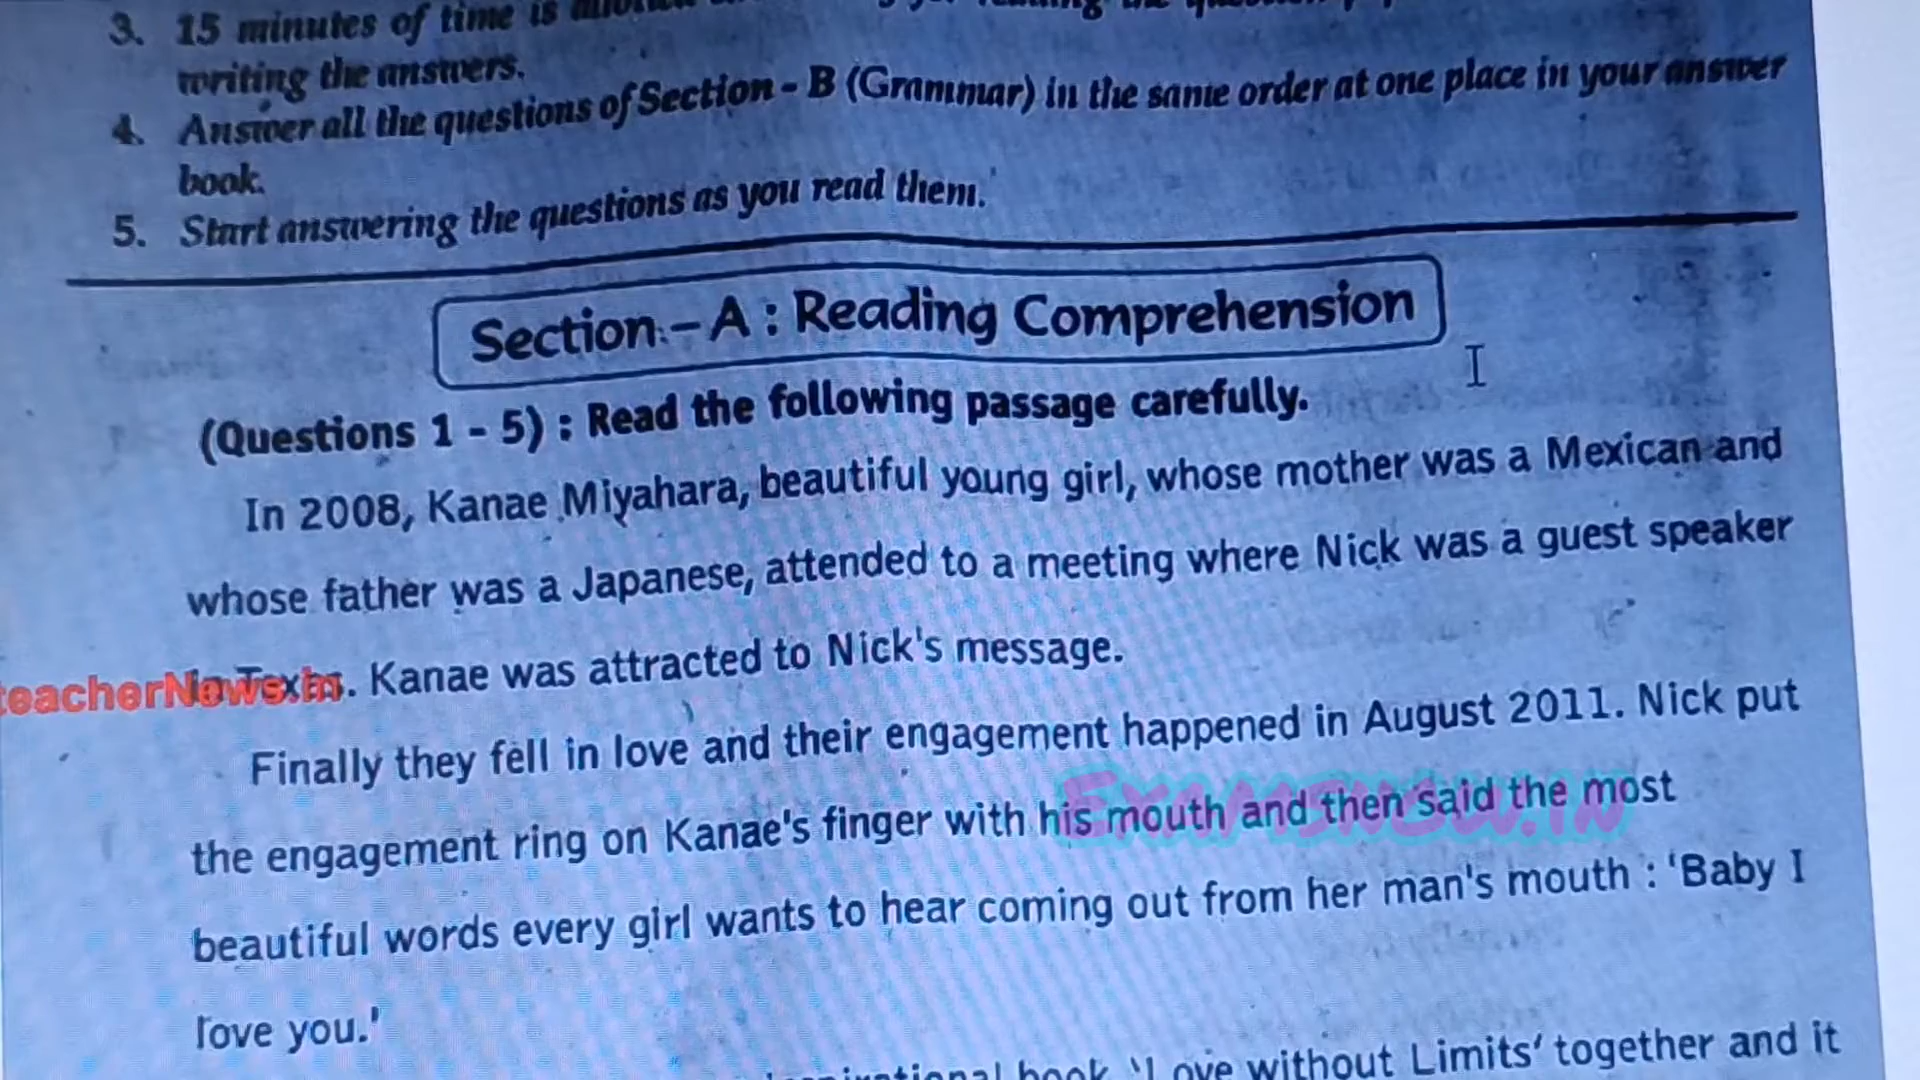 3. 15 minutes of time is reading the question
writing the answers.
4. Answer all the questions of Section - B (Grammar) in the same order at one place in your answer
book.
5. Start answering the questions as you read them.
Section - A : Reading Comprehension
(Questions 1 - 5) : Read the following passage carefully.
In 2008, Kanae Miyahara, beautiful young girl, whose mother was a Mexican and
whose father was a Japanese, attended to a meeting where Nick was a guest speaker
teacherNews.in. Kanae was attracted to Nick's message.
Finally they fell in love and their engagement happened in August 2011. Nick put
the engagement ring on Kanae's finger with his mouth and then said the most
Examsnew.in
beautiful words every girl wants to hear coming out from her man's mouth : 'Baby I
love you.'
book 'Love without Limits' together and it